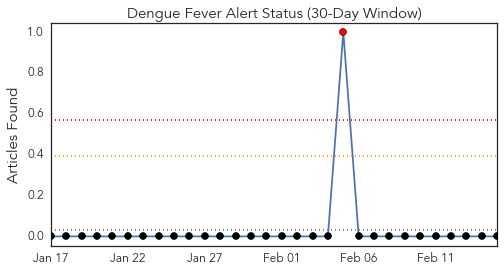 Dengue Fever Alert Status (30-Day Window)
Articles Found
1.0
0.8
0.6
0.4
0.2
0.0
Jan 17 Jan 22 Jan 27 Feb 01 Feb 06 Feb 11